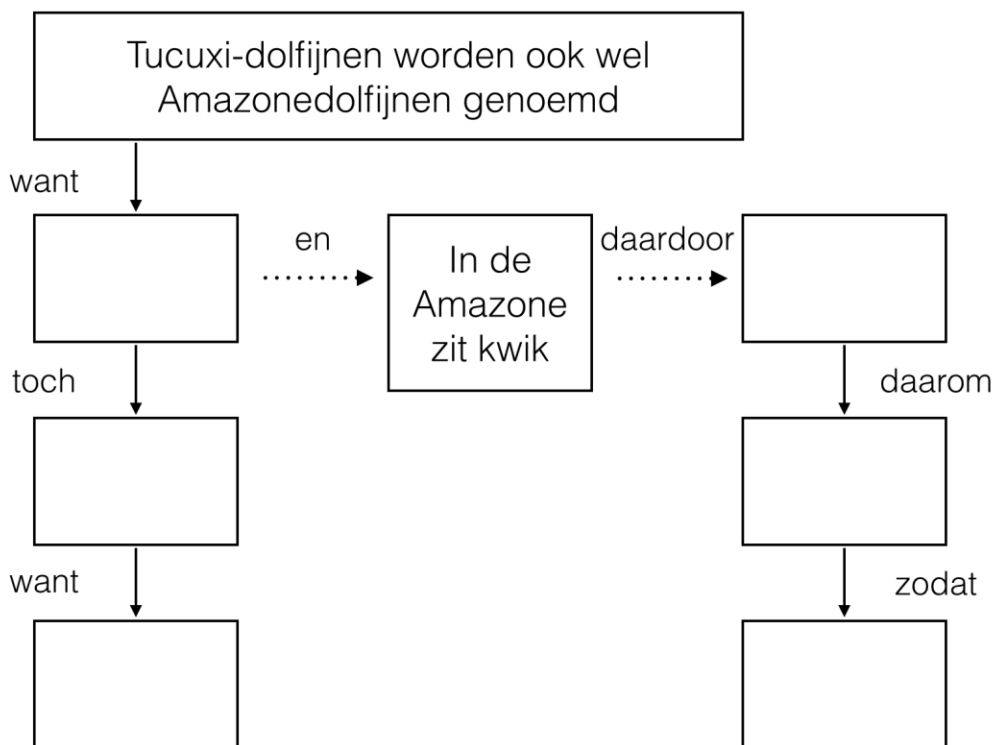 Tucuxi-dolfijnen worden ook wel
Amazonedolfijnen genoemd
want
en
In de
Amazone
zit kwik
daardoor
toch
daarom
want
zodat